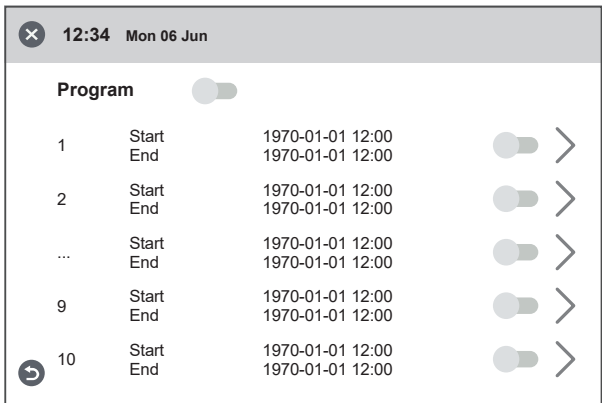 12:34 Mon 06 Jun
Program
1 Start 1970-01-01 12:00
End 1970-01-01 12:00
2 Start 1970-01-01 12:00
End 1970-01-01 12:00
... Start 1970-01-01 12:00
End 1970-01-01 12:00
9 Start 1970-01-01 12:00
End 1970-01-01 12:00
10 Start 1970-01-01 12:00
End 1970-01-01 12:00